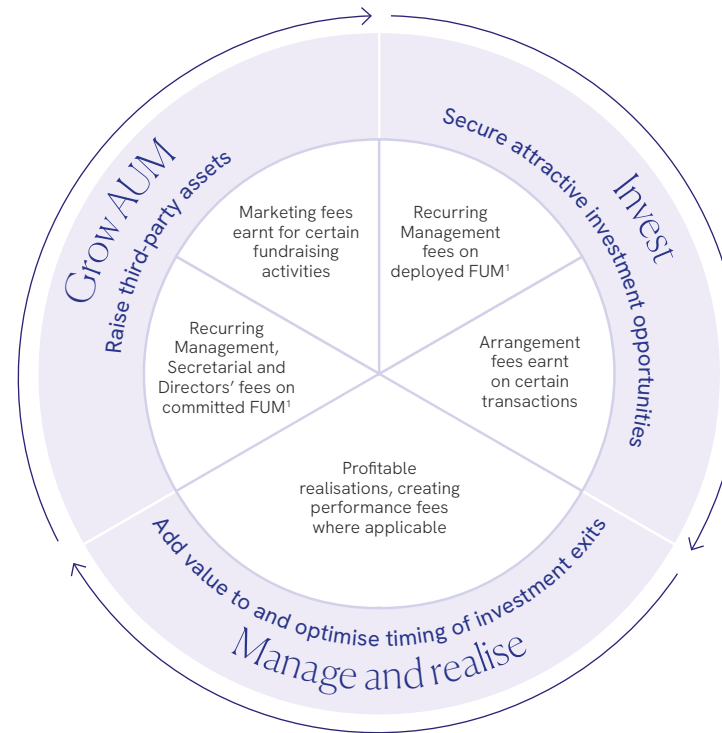 Grow AUM
Raise third-party assets
Marketing fees
earnt for certain
fundraising
activities
Recurring
Management,
Secretarial and
Directors’ fees on
committed FUM¹
Invest
Secure attractive investment opportunities
Recurring
Management
fees on
deployed FUM¹
Arrangement
fees earnt
on certain
transactions
Profitable
realisations, creating
performance fees
where applicable
Add value to and optimise timing of investment exits
Manage and realise